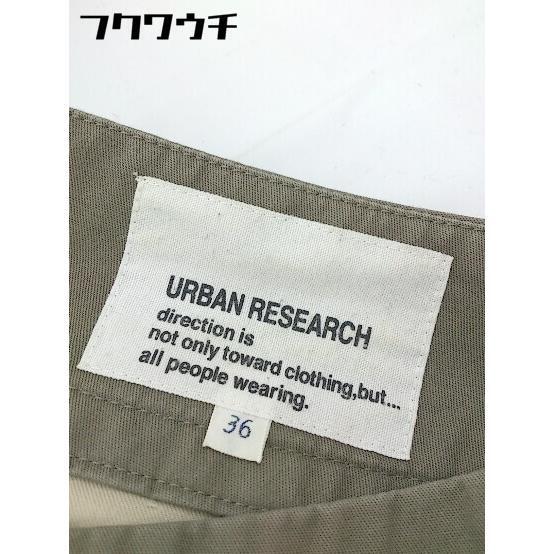 フクワウチ
URBAN RESEARCH
direction is
not only toward clothing,but...
all people wearing.
36